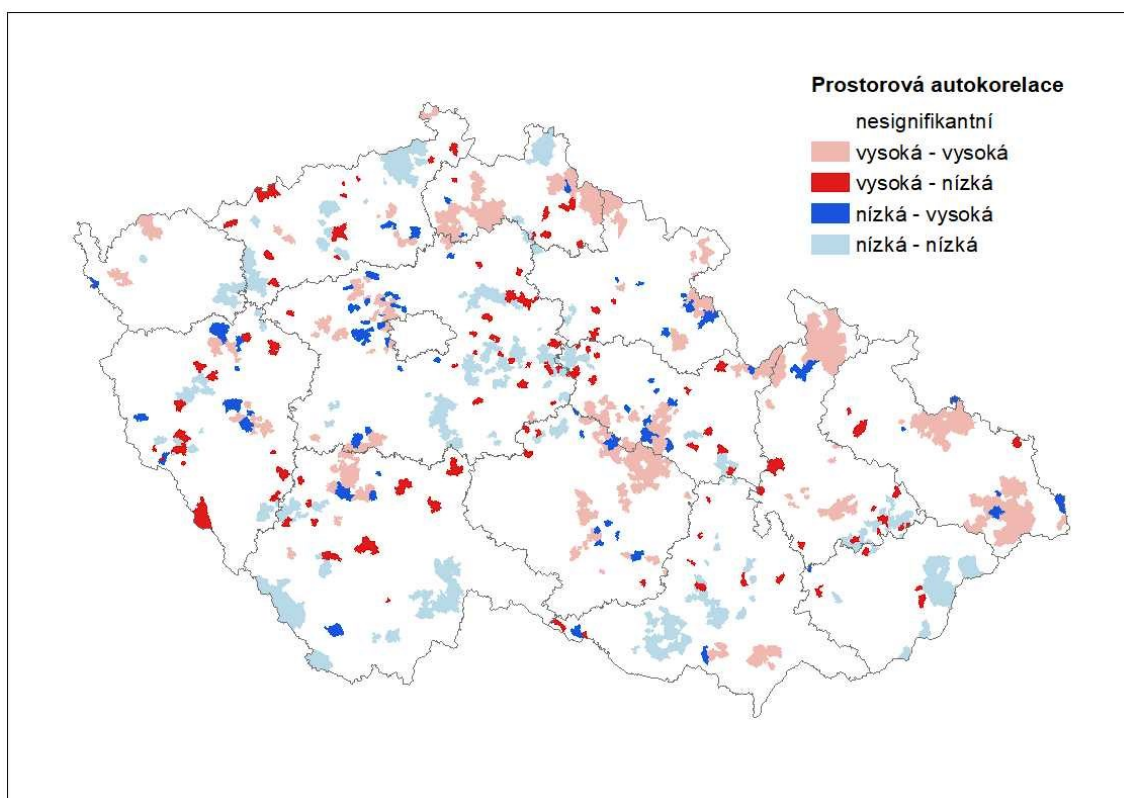 Prostorová autokorelace
nesignifikantní
vysoká - vysoká
vysoká - nízká
nízká - vysoká
nízká - nízká